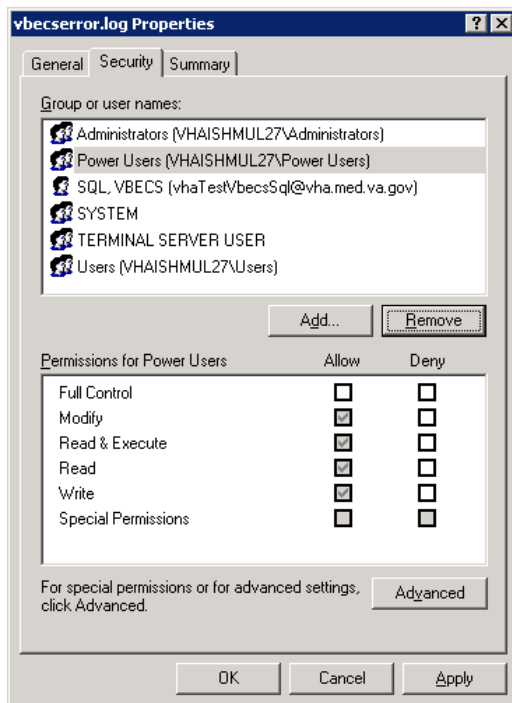 vbecserror.log Properties
General Security Summary
Group or user names:
Administrators (VHAISHMUL27\Administrators)
Power Users (VHAISHMUL27\Power Users)
SQL, VBECS (vhaTestVbecsSql@vha.med.va.gov)
SYSTEM
TERMINAL SERVER USER
Users (VHAISHMUL27\Users)
Add... Remove
Permissions for Power Users Allow Deny
Full Control
Modify
Read & Execute
Read
Write
Special Permissions
For special permissions or for advanced settings,
click Advanced.
Advanced
OK Cancel Apply